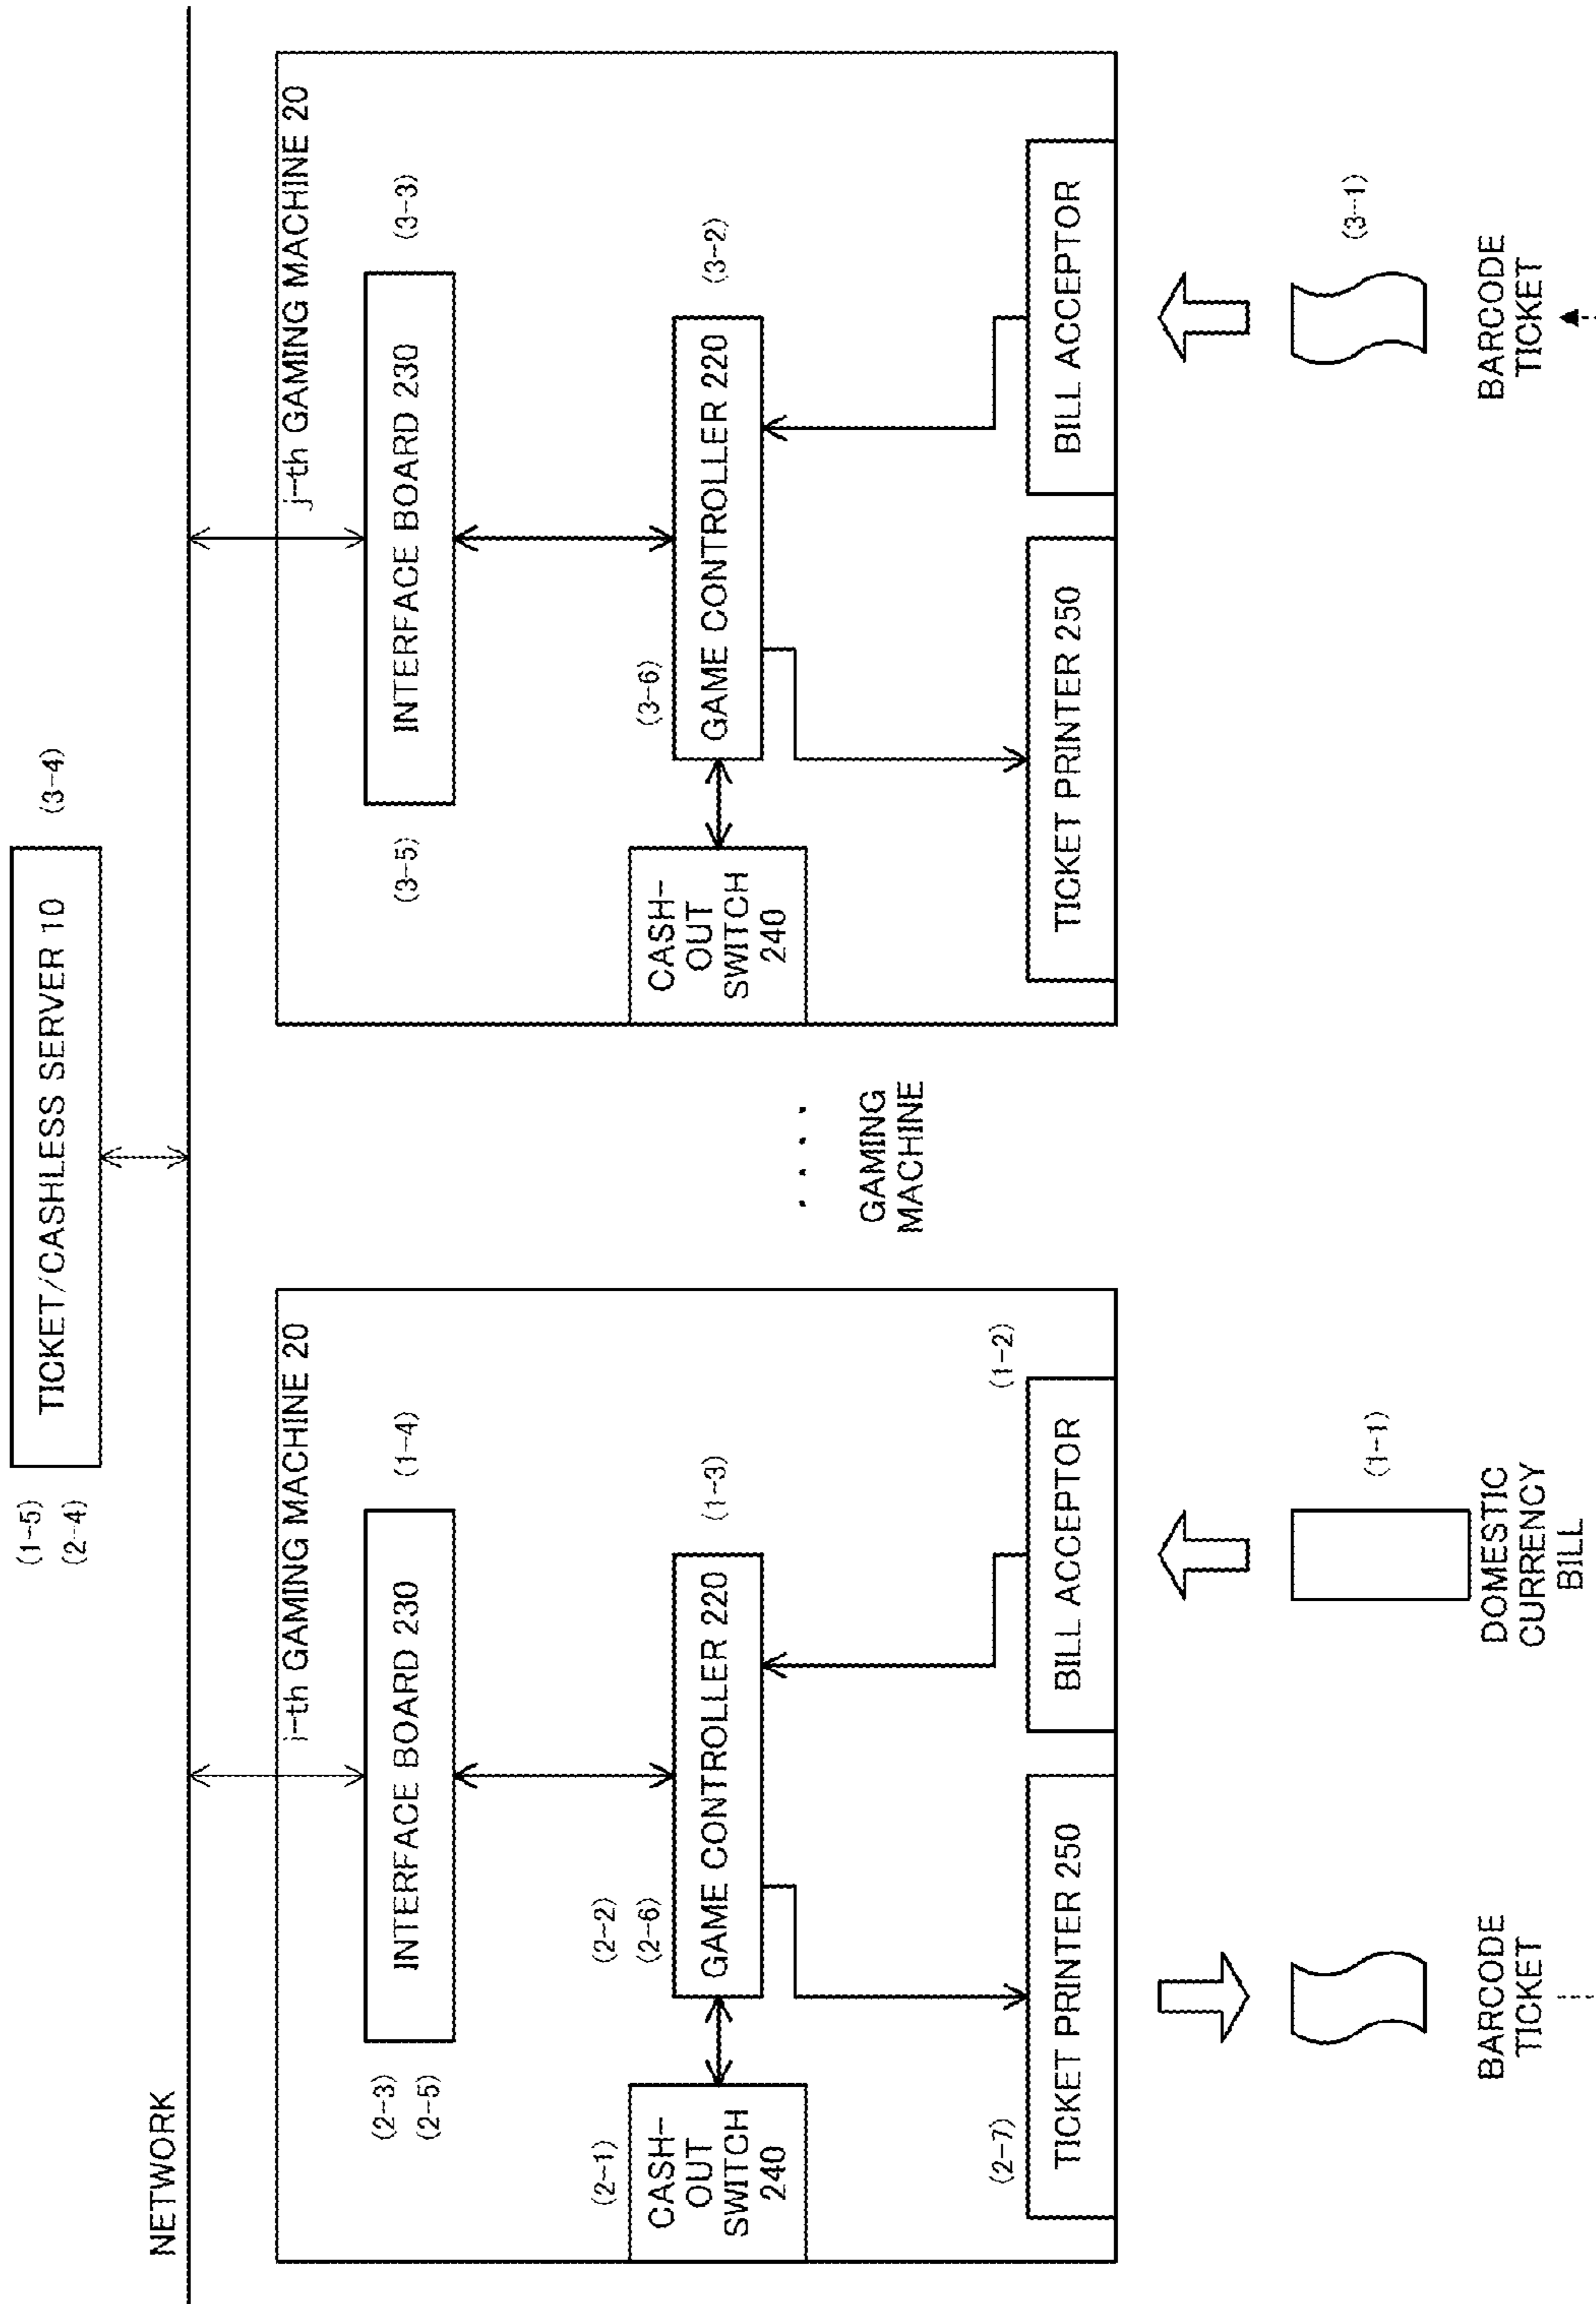 TICKET/CASHLESS SERVER 10
(1-5)
(2-4)
(3-4)
NETWORK
i-th GAMING MACHINE 20
INTERFACE BOARD 230
(2-3)
(2-5)
(1-4)
(2-1)
CASH-
OUT
SWITCH
240
(2-2)
(2-6)
GAME CONTROLLER 220
(1-3)
(2-7)
TICKET PRINTER 250
(1-2)
BILL ACCEPTOR
BARCODE
TICKET
(1-1)
DOMESTIC
CURRENCY
BILL
. . . .
GAMING
MACHINE
j-th GAMING MACHINE 20
INTERFACE BOARD 230
(3-5)
(3-3)
CASH-
OUT
SWITCH
240
(3-6)
GAME CONTROLLER 220
(3-2)
TICKET PRINTER 250
BILL ACCEPTOR
(3-1)
BARCODE
TICKET